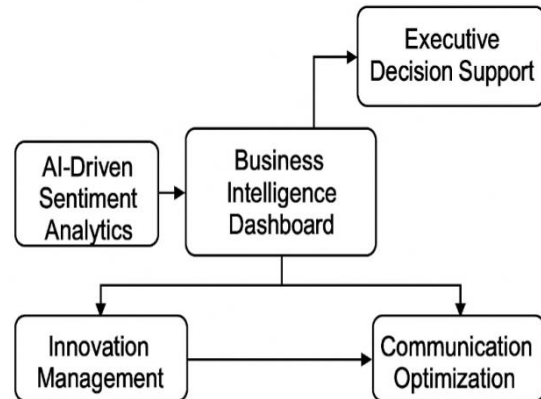 Executive
Decision Support
AI-Driven
Sentiment
Analytics
Business
Intelligence
Dashboard
Innovation
Management
Communication
Optimization